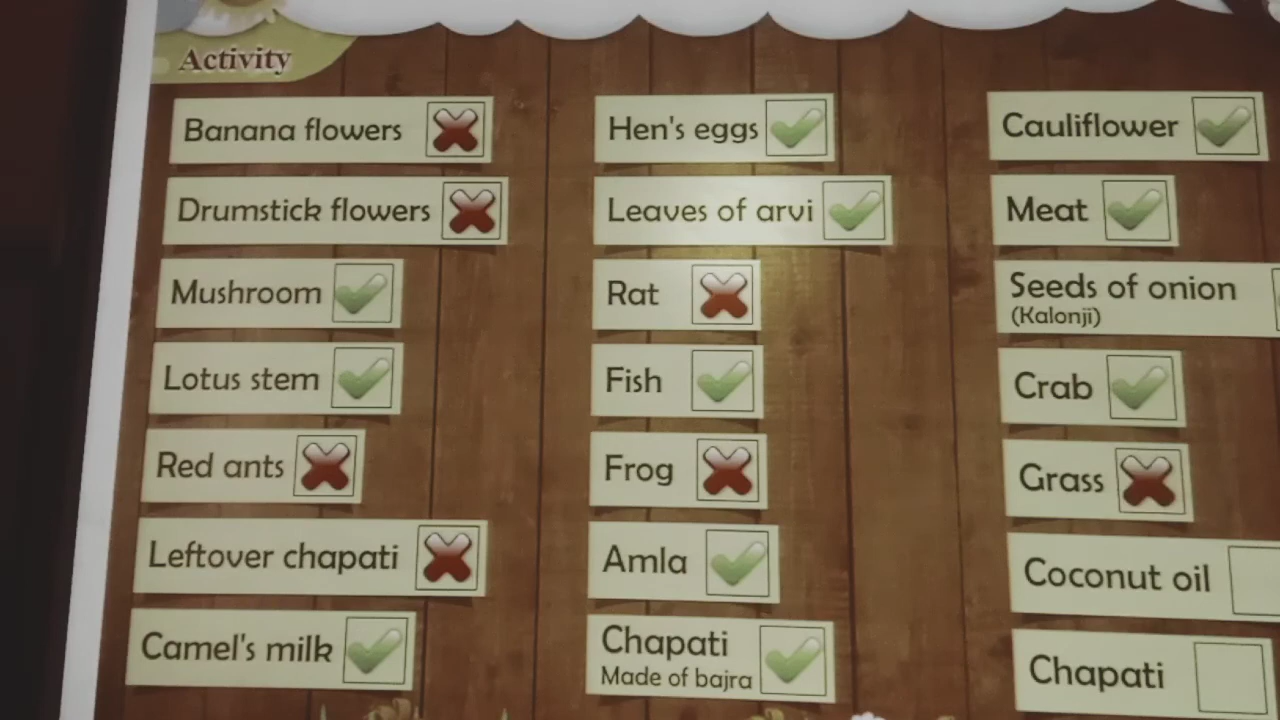 Activity
Banana flowers
Drumstick flowers
Mushroom
Lotus stem
Red ants
Leftover chapati
Camel's milk
Hen's eggs
Leaves of arvi
Rat
Fish
Frog
Amla
Chapati
Made of bajra
Cauliflower
Meat
Seeds of onion
(Kalonji)
Crab
Grass
Coconut oil
Chapati